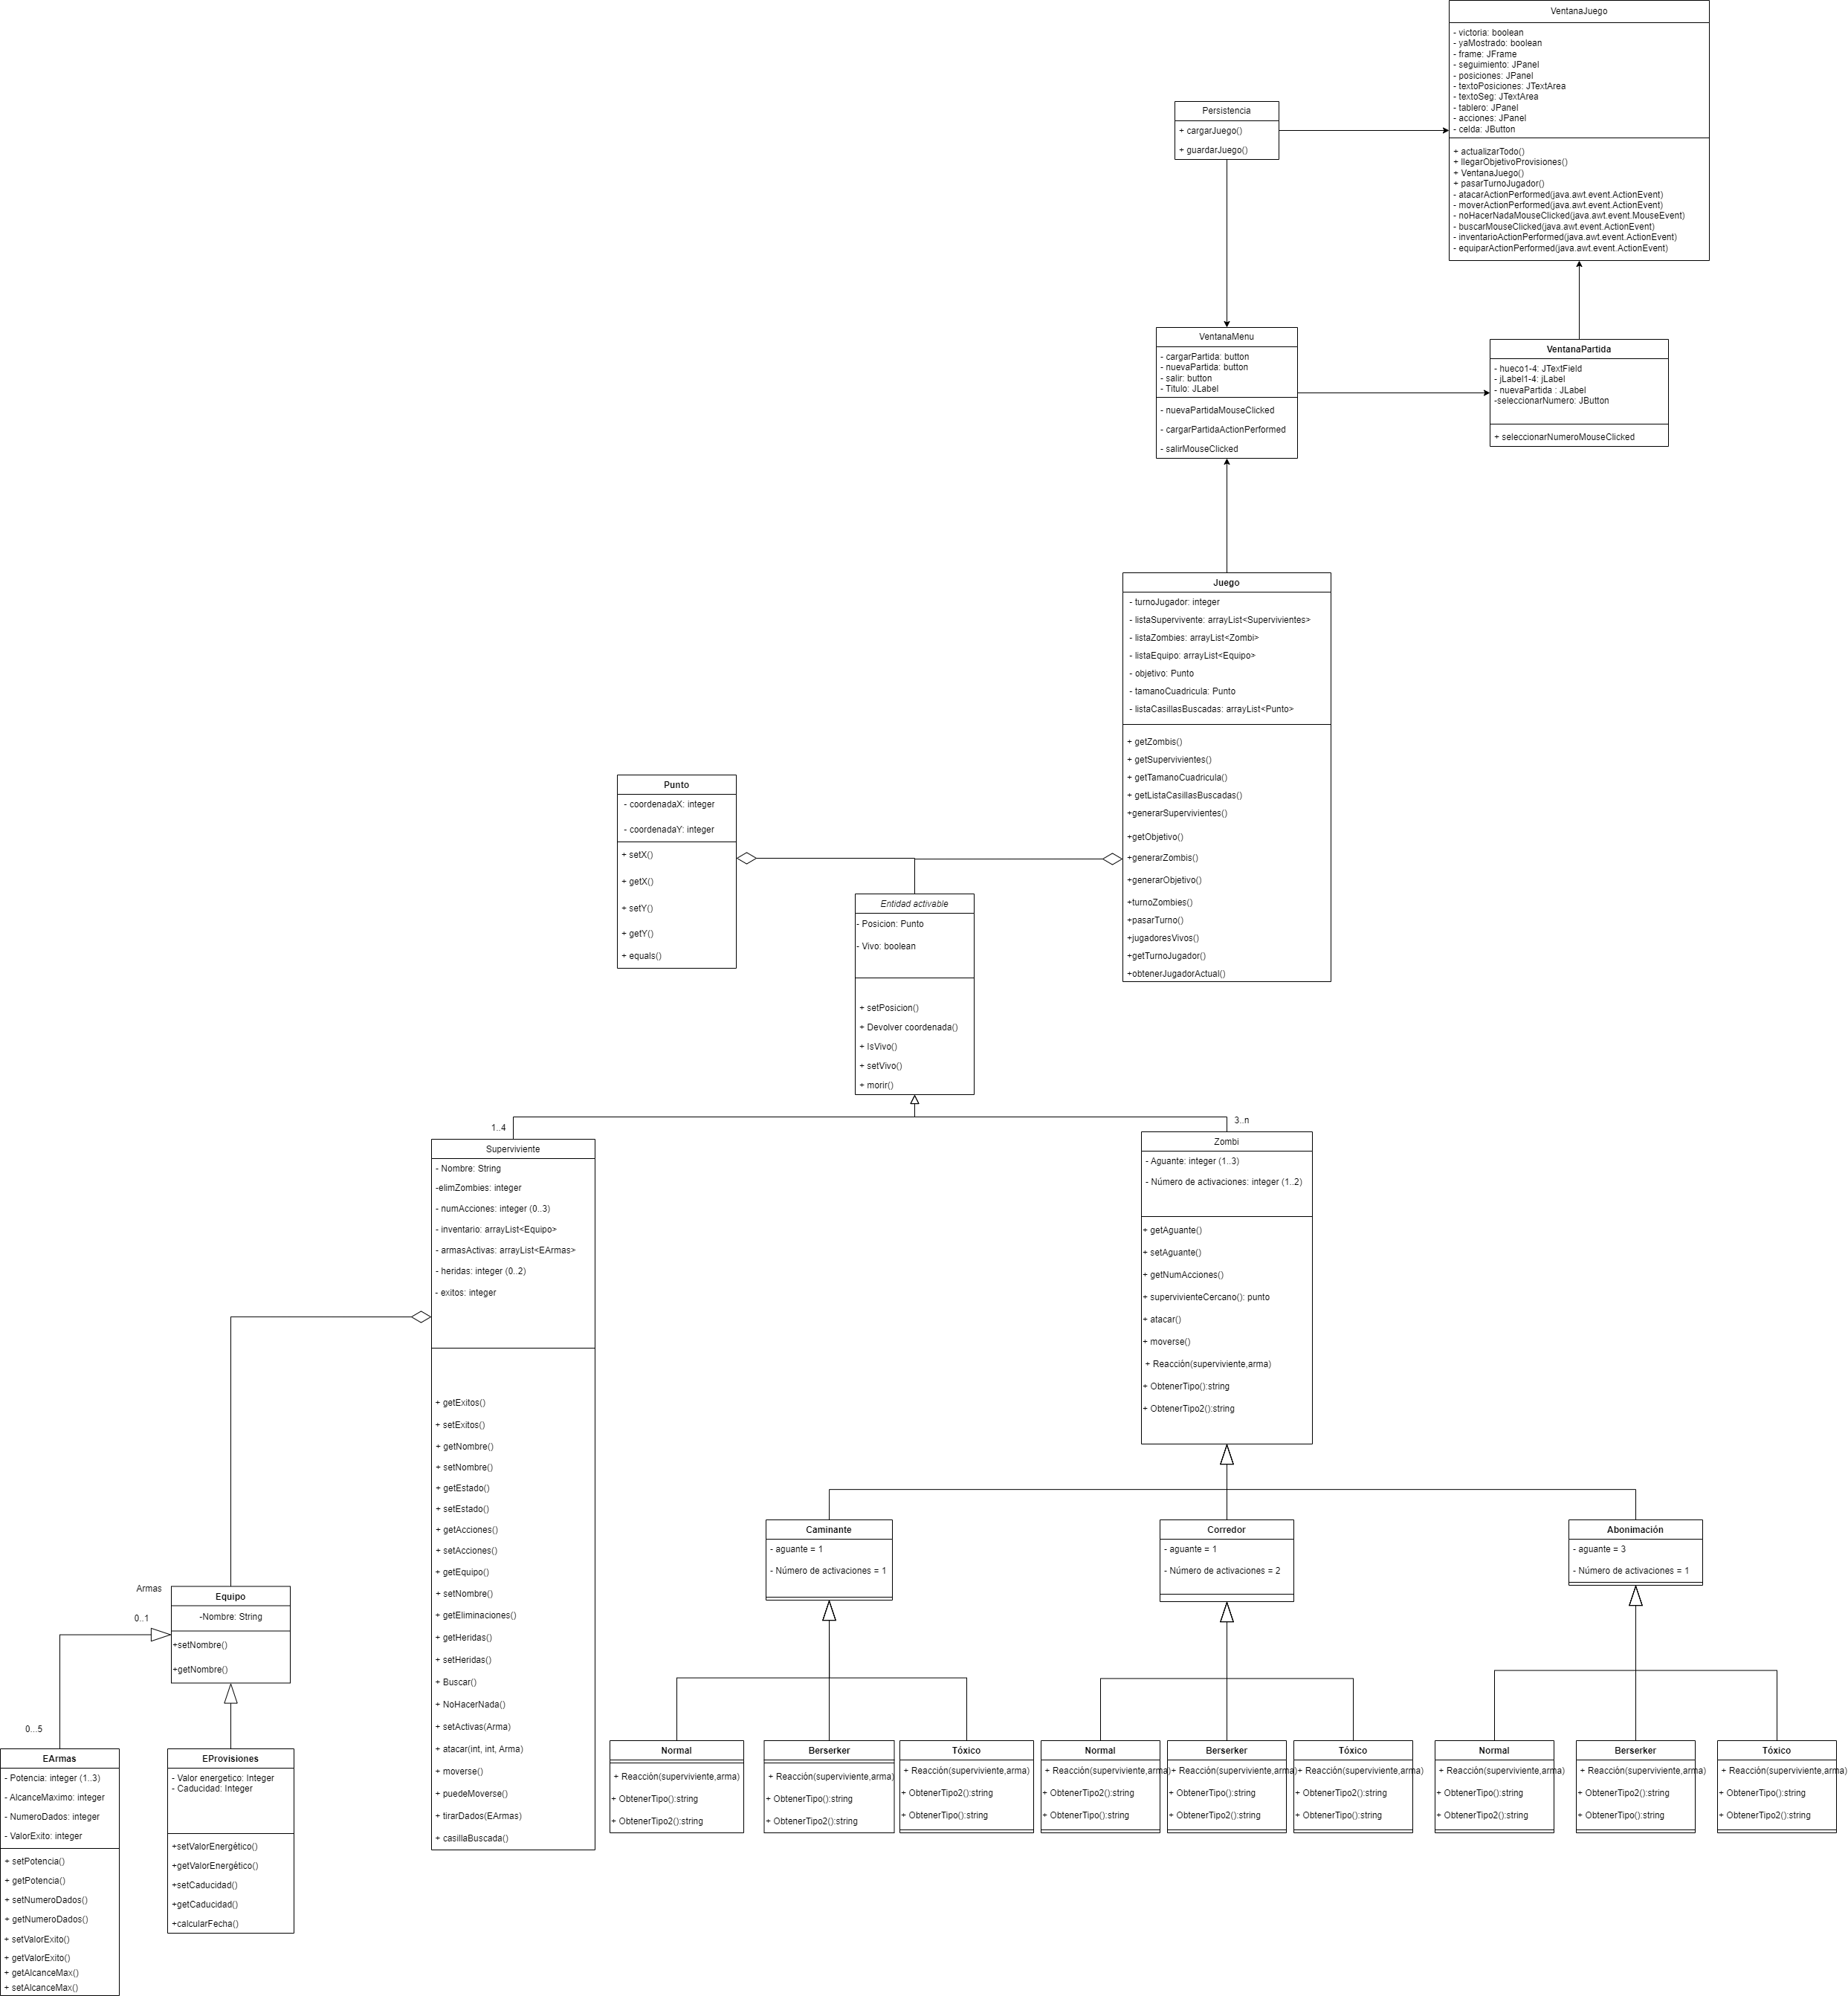 VentanaJuego
- victoria: boolean
- yaMostrado: boolean
- frame: JFrame
- seguimiento: JPanel
- posiciones: JPanel
- textoPosiciones: JTextArea
- textoSeg: JTextArea
- tablero: JPanel
- acciones: JPanel
- celda: JButton
+ actualizarTodo()
+ llegarObjetivoProvisiones()
+ VentanaJuego()
+ pasarTurnoJugador()
- atacarActionPerformed(java.awt.event.ActionEvent)
- moverActionPerformed(java.awt.event.ActionEvent)
- noHacerNadaMouseClicked(java.awt.event.MouseEvent)
- buscarMouseClicked(java.awt.event.ActionEvent)
- inventarioActionPerformed(java.awt.event.ActionEvent)
- equiparActionPerformed(java.awt.event.ActionEvent)
Persistencia
+ cargarJuego()
+ guardarJuego()
VentanaMenu
- cargarPartida: button
- nuevaPartida: button
- salir: button
- Titulo: JLabel
- nuevaPartidaMouseClicked
- cargarPartidaActionPerformed
- salirMouseClicked
VentanaPartida
- hueco1-4: JTextField
- jLabel1-4: jLabel
- nuevaPartida : JLabel
-seleccionarNumero: JButton
+ seleccionarNumeroMouseClicked
Juego
- turnoJugador: integer
- listaSupervivente: arrayList<Supervivientes>
- listaZombies: arrayList<Zombi>
- listaEquipo: arrayList<Equipo>
- objetivo: Punto
- tamanoCuadricula: Punto
- listaCasillasBuscadas: arrayList<Punto>
+ getZombis()
+ getSupervivientes()
+ getTamanoCuadricula()
+ getListaCasillasBuscadas()
+generarSupervivientes()
+getObjetivo()
+generarZombis()
+generarObjetivo()
+turnoZombies()
+pasarTurno()
+jugadoresVivos()
+getTurnoJugador()
+obtenerJugadorActual()
Punto
- coordenadaX: integer
- coordenadaY: integer
+ setX()
+ getX()
+ setY()
+ getY()
+ equals()
Entidad activable
- Posicion: Punto
- Vivo: boolean
+ setPosicion()
+ Devolver coordenada()
+ IsVivo()
+ setVivo()
+ morir()
1..4
3..n
Superviviente
- Nombre: String
-elimZombies: integer
- numAcciones: integer (0..3)
- inventario: arrayList<Equipo>
- armasActivas: arrayList<EArmas>
- heridas: integer (0..2)
- exitos: integer
+ getExitos()
+ setExitos()
+ getNombre()
+ setNombre()
+ getEstado()
+ setEstado()
+ getAcciones()
+ setAcciones()
+ getEquipo()
+ setNombre()
+ getEliminaciones()
+ getHeridas()
+ setHeridas()
+ Buscar()
+ NoHacerNada()
+ setActivas(Arma)
+ atacar(int, int, Arma)
+ moverse()
+ puedeMoverse()
+ tirarDados(EArmas)
+ casillaBuscada()
Zombi
- Aguante: integer (1..3)
- Número de activaciones: integer (1..2)
+ getAguante()
+ setAguante()
+ getNumAcciones()
+ supervivienteCercano(): punto
+ atacar()
+ moverse()
+ Reacción(superviviente,arma)
+ ObtenerTipo():string
+ ObtenerTipo2():string
Caminante
- aguante = 1
- Número de activaciones = 1
Corredor
- aguante = 1
- Número de activaciones = 2
Abonimación
- aguante = 3
- Número de activaciones = 1
Armas
0..1
0...5
Equipo
-Nombre: String
+setNombre()
+getNombre()
EArmas
- Potencia: integer (1..3)
- AlcanceMaximo: integer
- NumeroDados: integer
- ValorExito: integer
+ setPotencia()
+ getPotencia()
+ setNumeroDados()
+ getNumeroDados()
+ setValorExito()
+ getValorExito()
+ getAlcanceMax()
+ setAlcanceMax()
EProvisiones
- Valor energetico: Integer
- Caducidad: Integer
+setValorEnergético()
+getValorEnergético()
+setCaducidad()
+getCaducidad()
+calcularFecha()
Normal
+ Reacción(superviviente,arma)
+ ObtenerTipo():string
+ ObtenerTipo2():string
Berserker
+ Reacción(superviviente,arma)
+ ObtenerTipo():string
+ ObtenerTipo2():string
Tóxico
+ Reacción(superviviente,arma)
+ ObtenerTipo2():string
+ ObtenerTipo():string
Normal
+ Reacción(superviviente,arma)
+ ObtenerTipo2():string
+ ObtenerTipo():string
Berserker
+ Reacción(superviviente,arma)
+ ObtenerTipo2():string
+ ObtenerTipo():string
Tóxico
+ Reacción(superviviente,arma)
+ ObtenerTipo2():string
+ ObtenerTipo():string
Normal
+ Reacción(superviviente,arma)
+ ObtenerTipo():string
+ ObtenerTipo2():string
Berserker
+ Reacción(superviviente,arma)
+ ObtenerTipo2():string
+ ObtenerTipo():string
Tóxico
+ Reacción(superviviente,arma)
+ ObtenerTipo():string
+ ObtenerTipo2():string